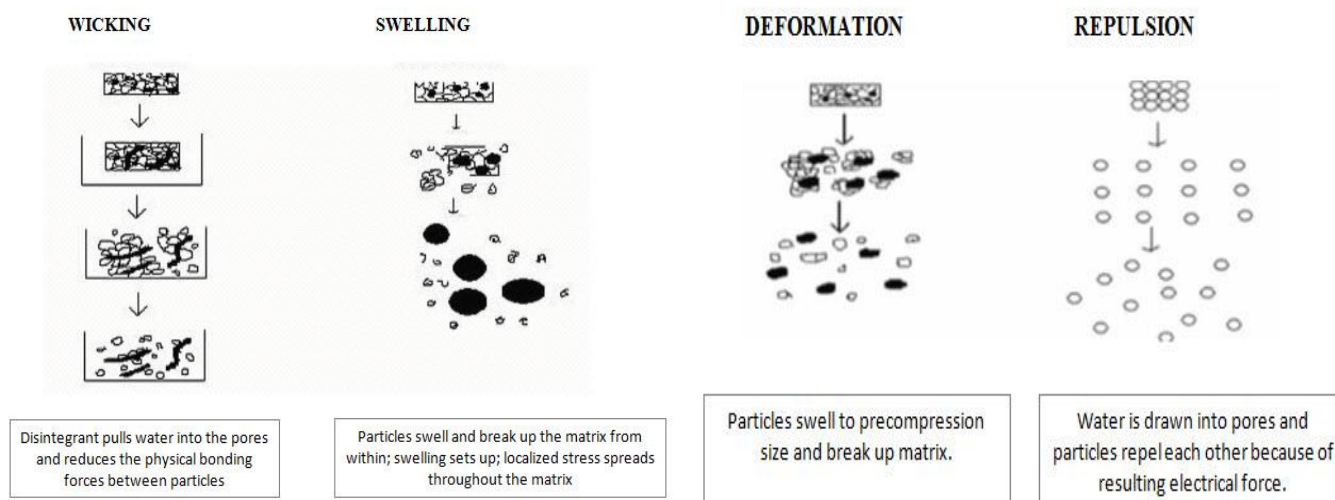 WICKING
SWELLING
DEFORMATION
REPULSION
Disintegrant pulls water into the pores
and reduces the physical bonding
forces between particles
Particles swell and break up the matrix from
within; swelling sets up; localized stress spreads
throughout the matrix
Particles swell to precompression
size and break up matrix.
Water is drawn into pores and
particles repel each other because of
resulting electrical force.